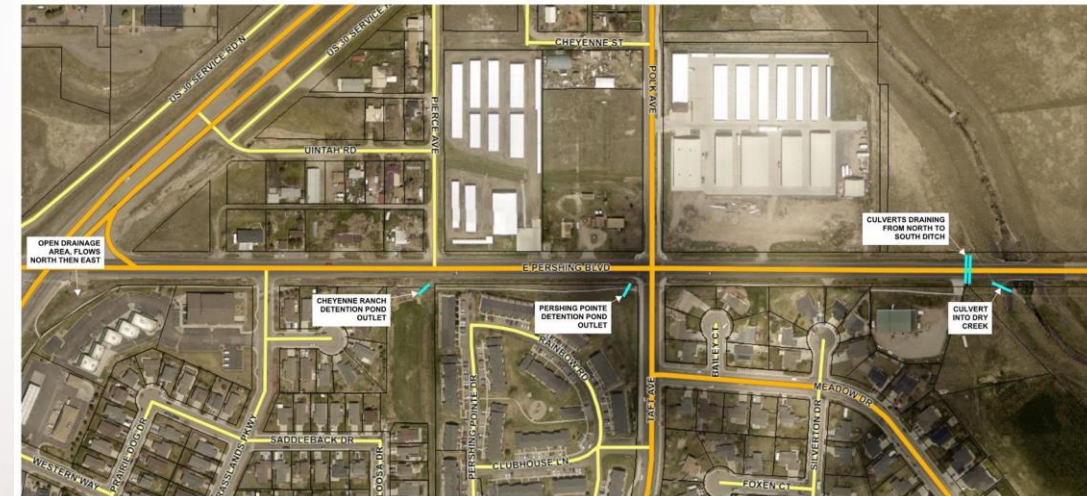 US 30 SERVICE RD N
US 30 SERVICE R
CHEYENNE ST
PIERCE AVE
POLK AVE
UINTAH RD
OPEN DRAINAGE
AREA, FLOWS
NORTH THEN EAST
CULVERTS DRAINING
FROM NORTH TO
SOUTH DITCH
E PERSHING BLVD
CHEYENNE RANCH
DETENTION POND
OUTLET
PERSHING POINTE
DETENTION POND
OUTLET
CULVERT
INTO DRY
CREEK
RAINBOW RD
BAILEY CT
TAFT AVE
MEADOW DR
PERSHING POINTE DR
SILVERTON DR
PRAIRIE DOG DR
SADDLEBACK DR
ASSLANDS PKWY
OOSA DR
CLUBHOUSE LN
WESTERN WAY
FOXEN CT